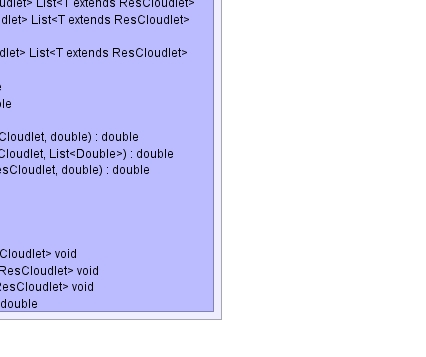 udlet> List<T extends ResCloudlet>
dlet> List<T extends ResCloudlet>
dlet> List<T extends ResCloudlet>
e
ble
Cloudlet, double) : double
Cloudlet, List<Double>) : double
esCloudlet, double) : double
Cloudlet> void
ResCloudlet> void
ResCloudlet> void
double